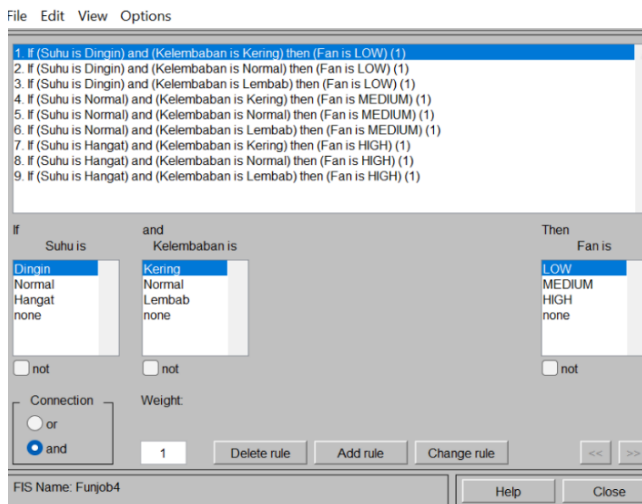 File Edit View Options
1. If (Suhu is Dingin) and (Kelembaban is Kering) then (Fan is LOW) (1)
2. If (Suhu is Dingin) and (Kelembaban is Normal) then (Fan is LOW) (1)
3. If (Suhu is Dingin) and (Kelembaban is Lembab) then (Fan is LOW) (1)
4. If (Suhu is Normal) and (Kelembaban is Kering) then (Fan is MEDIUM) (1)
5. If (Suhu is Normal) and (Kelembaban is Normal) then (Fan is MEDIUM) (1)
6. If (Suhu is Normal) and (Kelembaban is Lembab) then (Fan is MEDIUM) (1)
7. If (Suhu is Hangat) and (Kelembaban is Kering) then (Fan is HIGH) (1)
8. If (Suhu is Hangat) and (Kelembaban is Normal) then (Fan is HIGH) (1)
9. If (Suhu is Hangat) and (Kelembaban is Lembab) then (Fan is HIGH) (1)
If
Suhu is
Dingin
Normal
Hangat
none
not
and
Kelembaban is
Kering
Normal
Lembab
none
not
Then
Fan is
LOW
MEDIUM
HIGH
none
not
Connection
or
and
Weight:
1
Delete rule
Add rule
Change rule
<<
>>
FIS Name: Funjob4
Help
Close